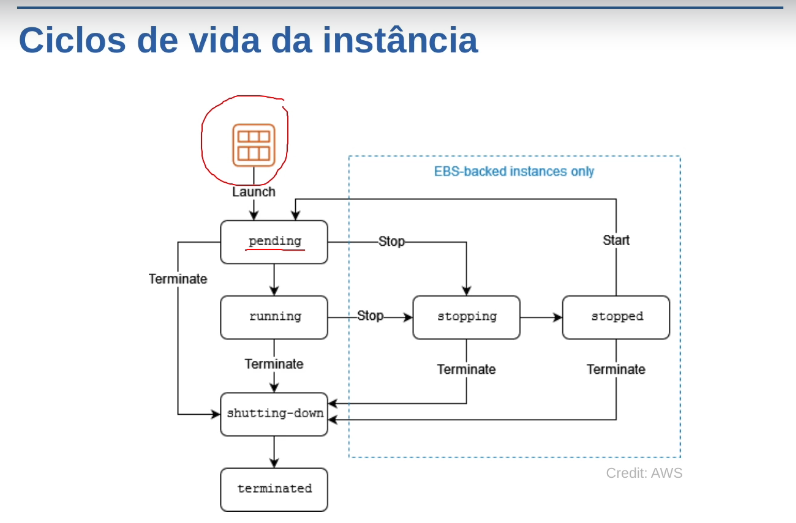 Ciclos de vida da instância
EBS-backed instances only
Launch
pending
Stop
Start
Terminate
running
Stop
stopping
stopped
Terminate
Terminate
Terminate
shutting-down
Credit: AWS
terminated